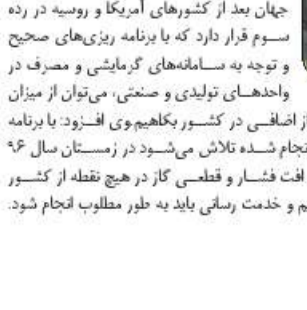 جهان بعد از کشورهای آمریکا و روسیه در رده
سوم قرار دارد که با برنامه ریزی‌های صحیح
و توجه به سامانه‌های گرمایشی و مصرف در
واحدهای تولیدی و صنعتی، می‌توان از میزان
اضافی در کشور بکاهیم.وی افزود: با برنامه
انجام شده تلاش می‌شود در زمستان سال ۹۶
افت فشار و قطعی گاز در هیچ نقطه از کشور
و خدمت رسانی باید به طور مطلوب انجام شود.